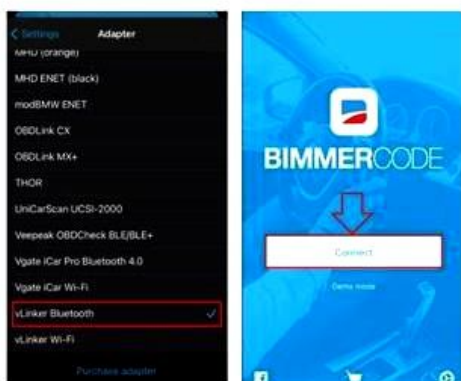 Settings
Adapter
MHD (orange)
MHD ENET (black)
modBMW ENET
OBDLink CX
OBDLink MX+
THOR
UniCarScan UCSI-2000
Veepeak OBDCheck BLE/BLE+
Vgate iCar Pro Bluetooth 4.0
Vgate iCar Wi-Fi
vLinker Bluetooth
vLinker Wi-Fi
Purchase adapter
BIMMERCODE
Connect
Demo mode